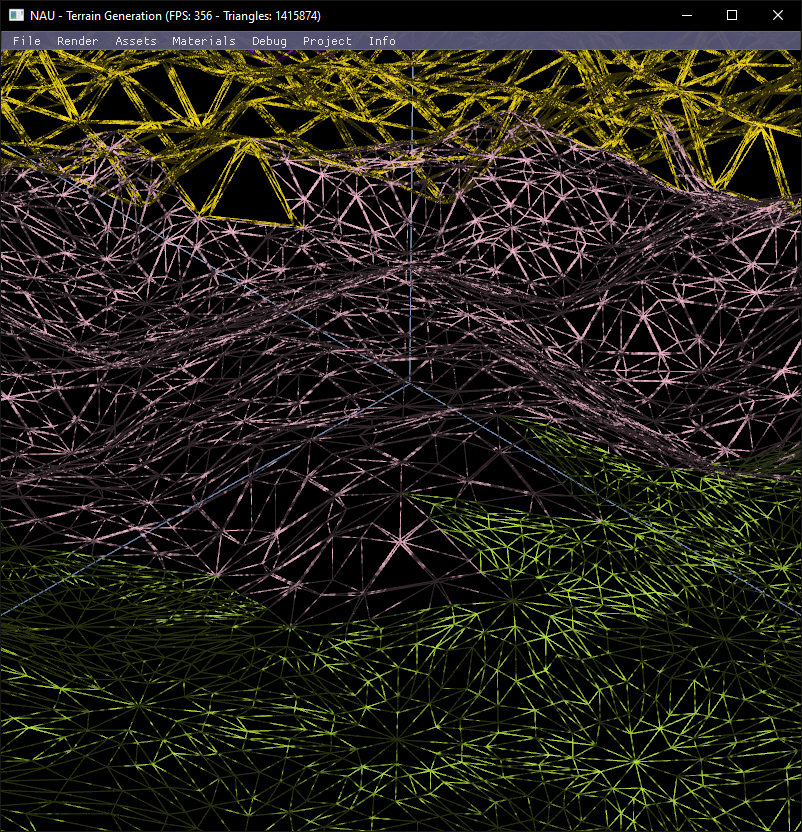 NAU - Terrain Generation (FPS: 356 - Triangles: 1415874)
File Render Assets Materials Debug Project Info